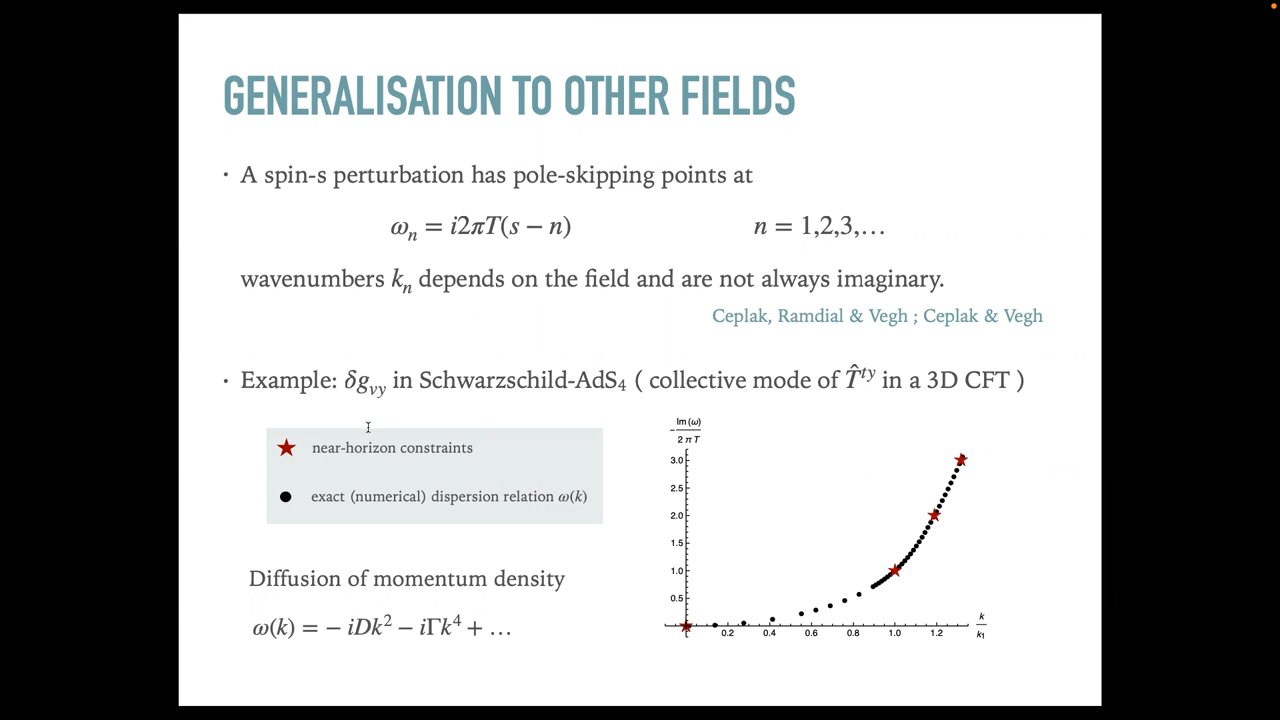 GENERALISATION TO OTHER FIELDS
• A spin-s perturbation has pole-skipping points at
ωₙ = i2πT(s − n) n = 1,2,3,…
wavenumbers kₙ depends on the field and are not always imaginary.
Ceplak, Ramdial & Vegh ; Ceplak & Vegh
• Example: δg_vy in Schwarzschild-AdS₄ ( collective mode of T̂^ty in a 3D CFT )
★ near-horizon constraints
● exact (numerical) dispersion relation ω(k)
Diffusion of momentum density
ω(k) = − iDk² − iΓk⁴ + …
− Im (ω) / 2 π T
3.0
2.5
2.0
1.5
1.0
0.5
0.2 0.4 0.6 0.8 1.0 1.2
k / k₁